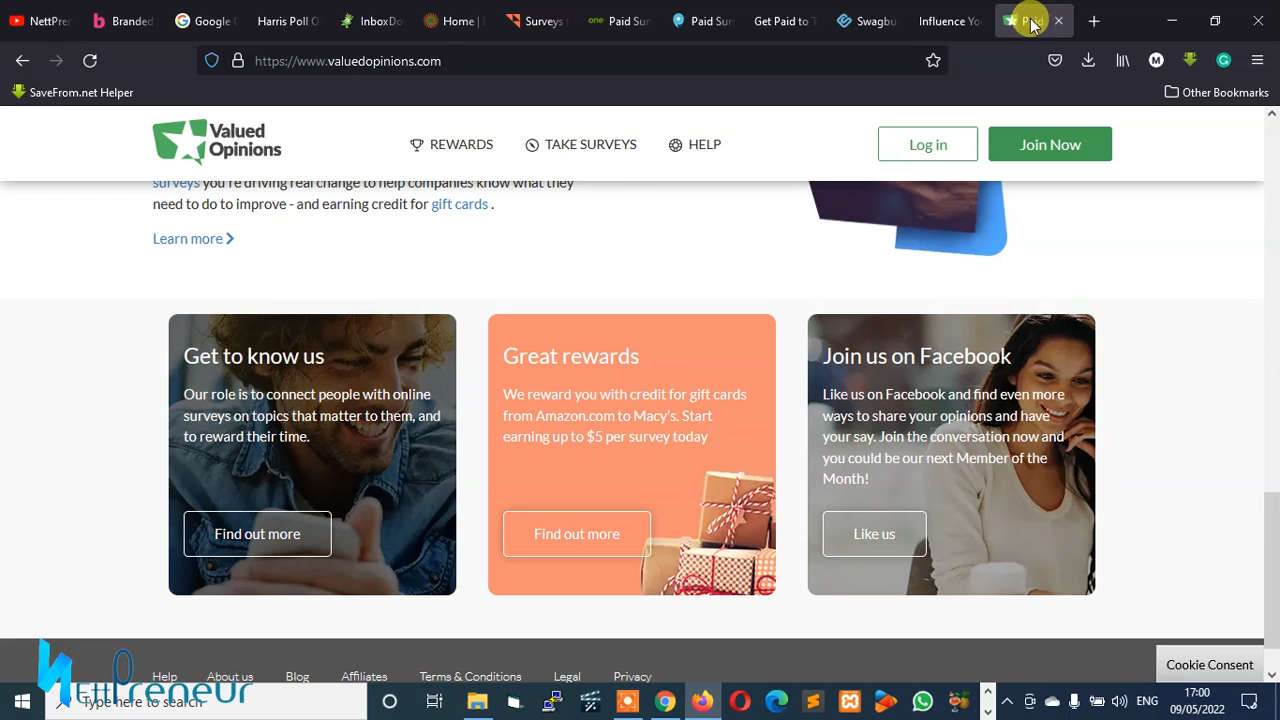 NettPre
Branded
Google
Harris Poll O
InboxDo
Home |
Surveys
Paid Sur
Paid Sun
Get Paid to T
Swagbu
Influence Yo
https://www.valuedopinions.com
SaveFrom.net Helper
Other Bookmarks
Valued
Opinions
REWARDS
TAKE SURVEYS
HELP
Log in
Join Now
surveys you're driving real change to help companies know what they
need to do to improve - and earning credit for gift cards .
Learn more
Get to know us
Our role is to connect people with online
surveys on topics that matter to them, and
to reward their time.
Find out more
Great rewards
We reward you with credit for gift cards
from Amazon.com to Macy's. Start
earning up to $5 per survey today
Find out more
Join us on Facebook
Like us on Facebook and find even more
ways to share your opinions and have
your say. Join the conversation now and
you could be our next Member of the
Month!
Like us
Cookie Consent
Help
About us
Blog
Affiliates
Terms & Conditions
Legal
Privacy
NettPreneur
Type here to search
ENG
17:00
09/05/2022